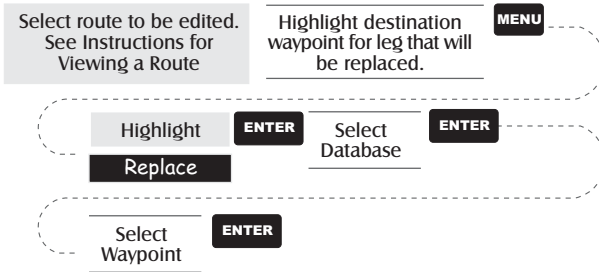 Select route to be edited.
See Instructions for
Viewing a Route
Highlight destination
waypoint for leg that will
be replaced.
MENU
Highlight
Replace
ENTER
Select
Database
ENTER
Select
Waypoint
ENTER